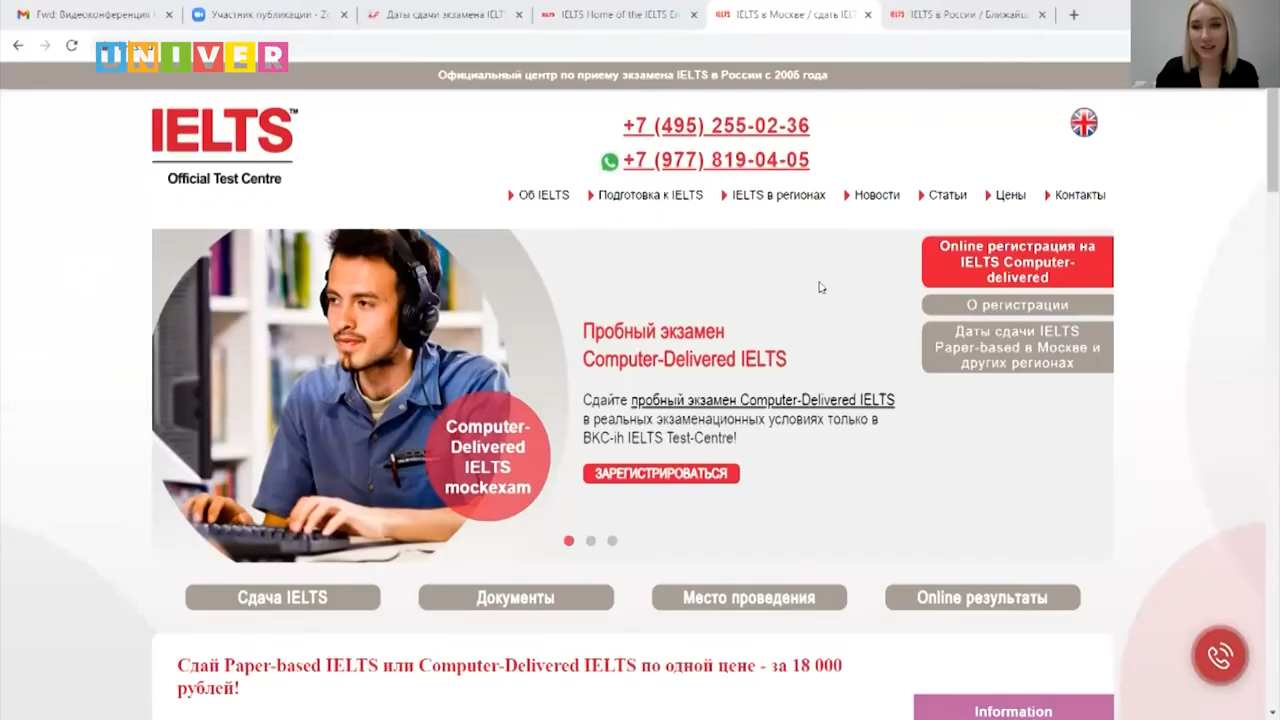 Fwd: Видеоконференция
Участник публикации - Zo
Даты сдачи экзамена IELT
IELTS Home of the IELTS En
IELTS в Москве / сдать IELT
IELTS в России / Ближайш
UNIVER
Официальный центр по приему экзамена IELTS в России с 2005 года
IELTS™
Official Test Centre
+7 (495) 255-02-36
+7 (977) 819-04-05
Об IELTS
Подготовка к IELTS
IELTS в регионах
Новости
Статьи
Цены
Контакты
Online регистрация на
IELTS Computer-
delivered
О регистрации
Даты сдачи IELTS
Paper-based в Москве и
других регионах
Пробный экзамен
Computer-Delivered IELTS
Сдайте пробный экзамен Computer-Delivered IELTS
в реальных экзаменационных условиях только в
BKC-ih IELTS Test-Centre!
ЗАРЕГИСТРИРОВАТЬСЯ
Computer-
Delivered
IELTS
mockexam
Сдача IELTS
Документы
Место проведения
Online результаты
Сдай Paper-based IELTS или Computer-Delivered IELTS по одной цене - за 18 000
рублей!
Information